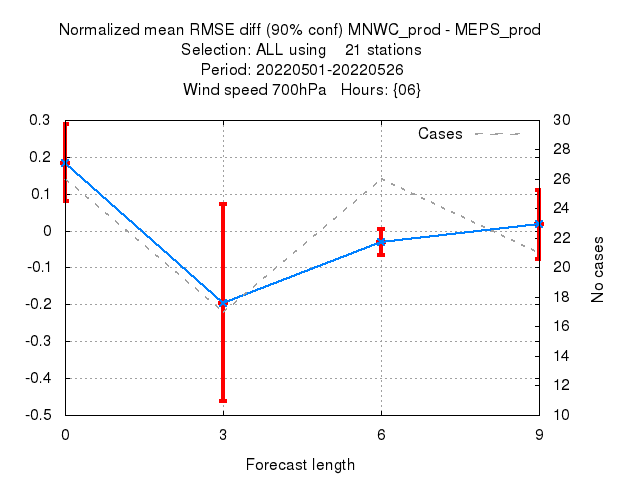 Normalized mean RMSE diff (90% conf) MNWC_prod - MEPS_prod
Selection: ALL using 21 stations
Period: 20220501-20220526
Wind speed 700hPa Hours: {06}
Cases
0.3
0.2
0.1
0
-0.1
-0.2
-0.3
-0.4
-0.5
30
28
26
24
22
20
18
16
14
12
10
No cases
0 3 6 9
Forecast length